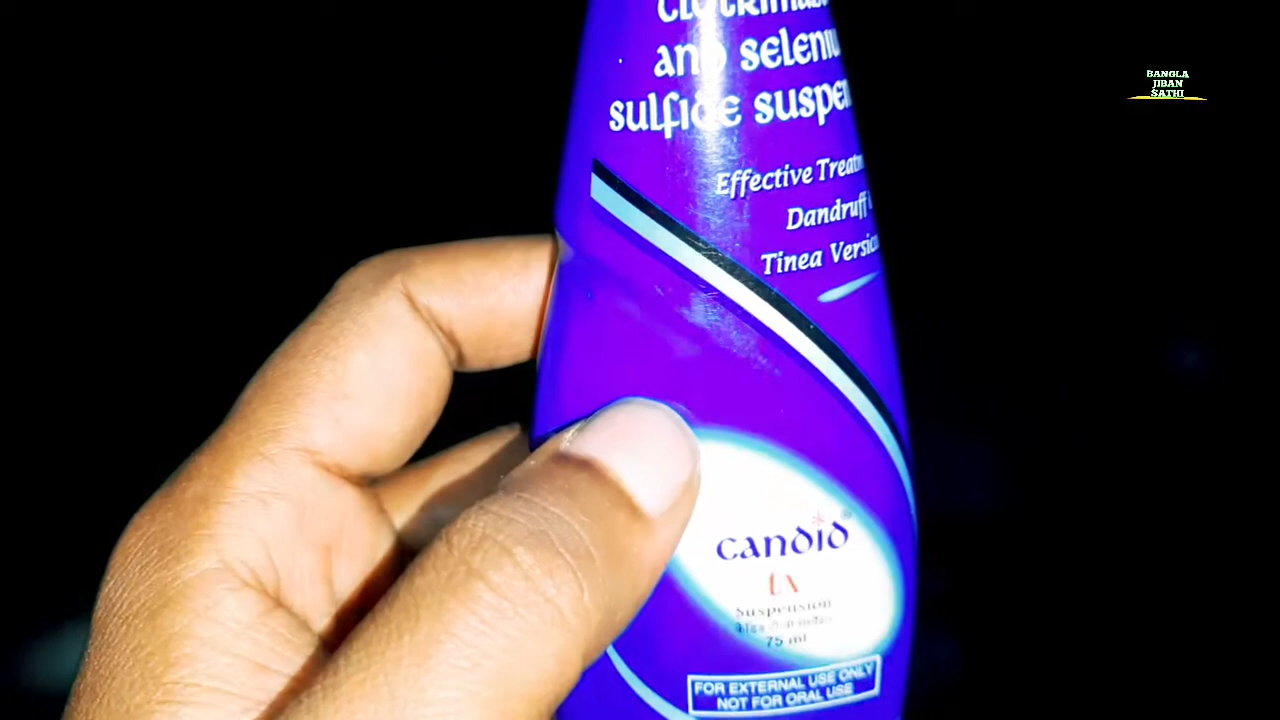 and seleniu
sulfide suspen
Effective Treatm
Dandruff
Tinea Versic
candid®
Suspension
75 ml
FOR EXTERNAL USE ONLY
NOT FOR ORAL USE
BANGLA
JIBAN
SATHI